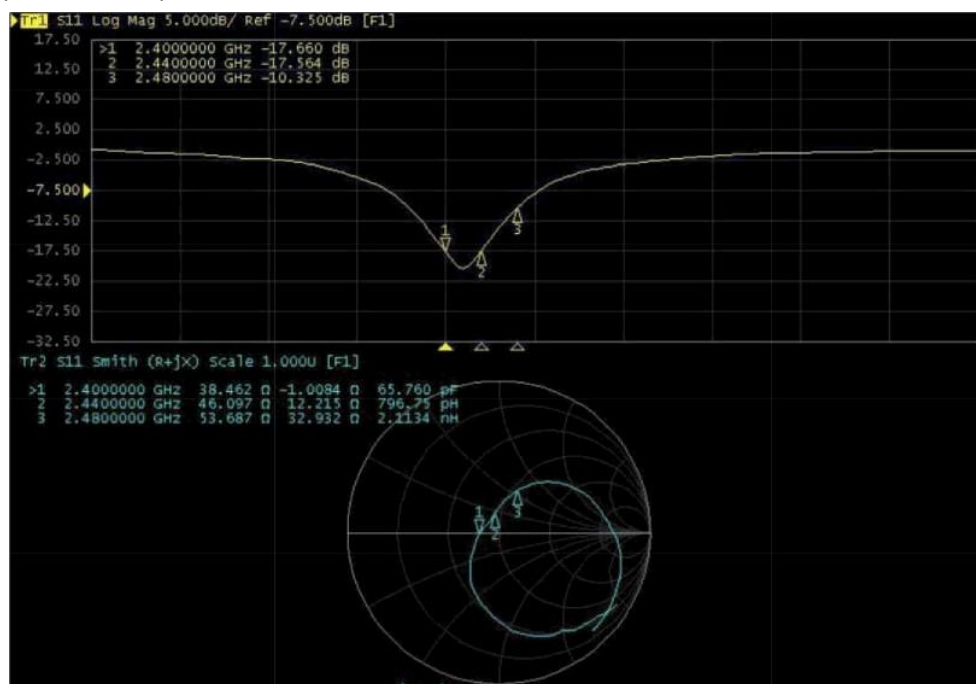 Tr1 S11 Log Mag 5.000dB/ Ref -7.500dB [F1]
17.50
>1 2.4000000 GHz -17.660 dB
2 2.4400000 GHz -17.564 dB
3 2.4800000 GHz -10.325 dB
12.50
7.500
2.500
-2.500
-7.500
-12.50
-17.50
-22.50
-27.50
-32.50
1
2
3
Tr2 S11 Smith (R+jX) Scale 1.000U [F1]
>1 2.4000000 GHz 38.462 Ω -1.0084 Ω 65.760 pF
2 2.4400000 GHz 46.097 Ω 12.215 Ω 796.75 pH
3 2.4800000 GHz 53.687 Ω 32.932 Ω 2.1134 nH
1
2
3